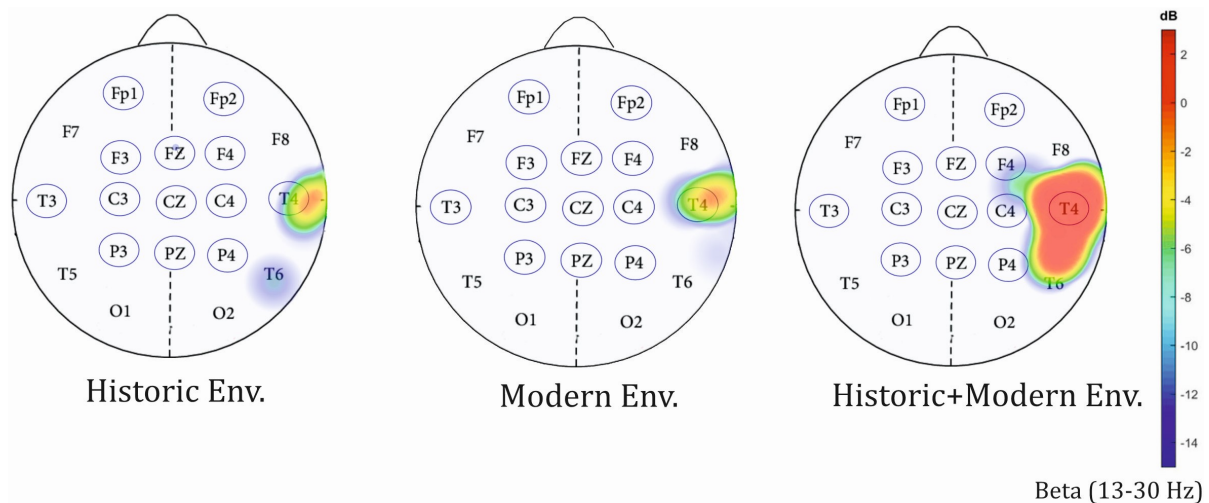 dB
2
0
-2
-4
-6
-8
-10
-12
-14
Fp1 Fp2
F7 F8
F3 FZ F4
T3 C3 CZ C4 T4
P3 PZ P4
T5 T6
O1 O2
Historic Env.
Fp1 Fp2
F7 F8
F3 FZ F4
T3 C3 CZ C4 T4
P3 PZ P4
T5 T6
O1 O2
Modern Env.
Fp1 Fp2
F7 F8
F3 FZ F4
T3 C3 CZ C4 T4
P3 PZ P4
T5 T6
O1 O2
Historic+Modern Env.
Beta (13-30 Hz)